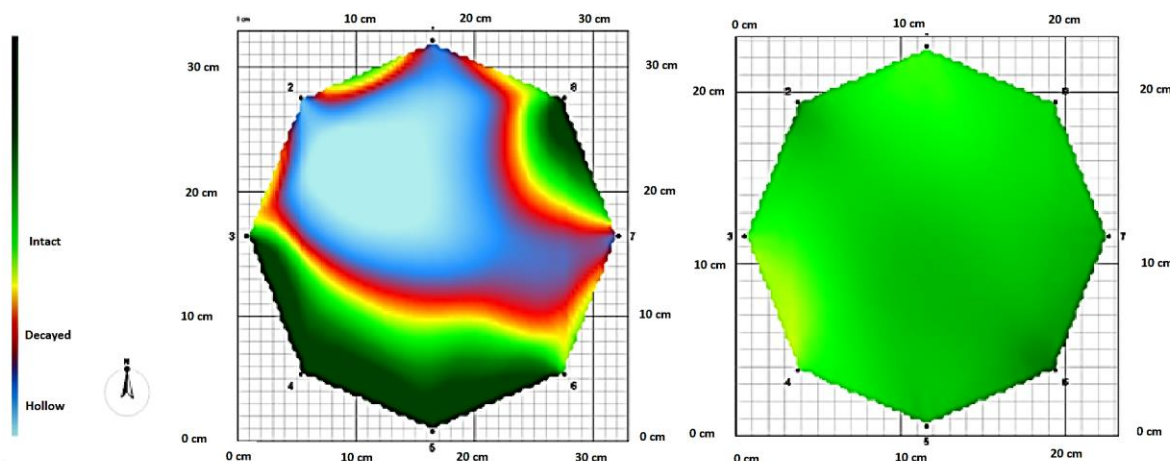 0 cm 10 cm 20 cm 30 cm
0 cm 10 cm 20 cm
30 cm 30 cm
2 8
20 cm 20 cm
2 8
20 cm 20 cm
Intact
3 7
3 7
10 cm 10 cm
10 cm 10 cm
Decayed
N
4 6
4 6
Hollow
5
5
0 cm 0 cm
0 cm 0 cm
0 cm 10 cm 20 cm 30 cm
0 cm 10 cm 20 cm